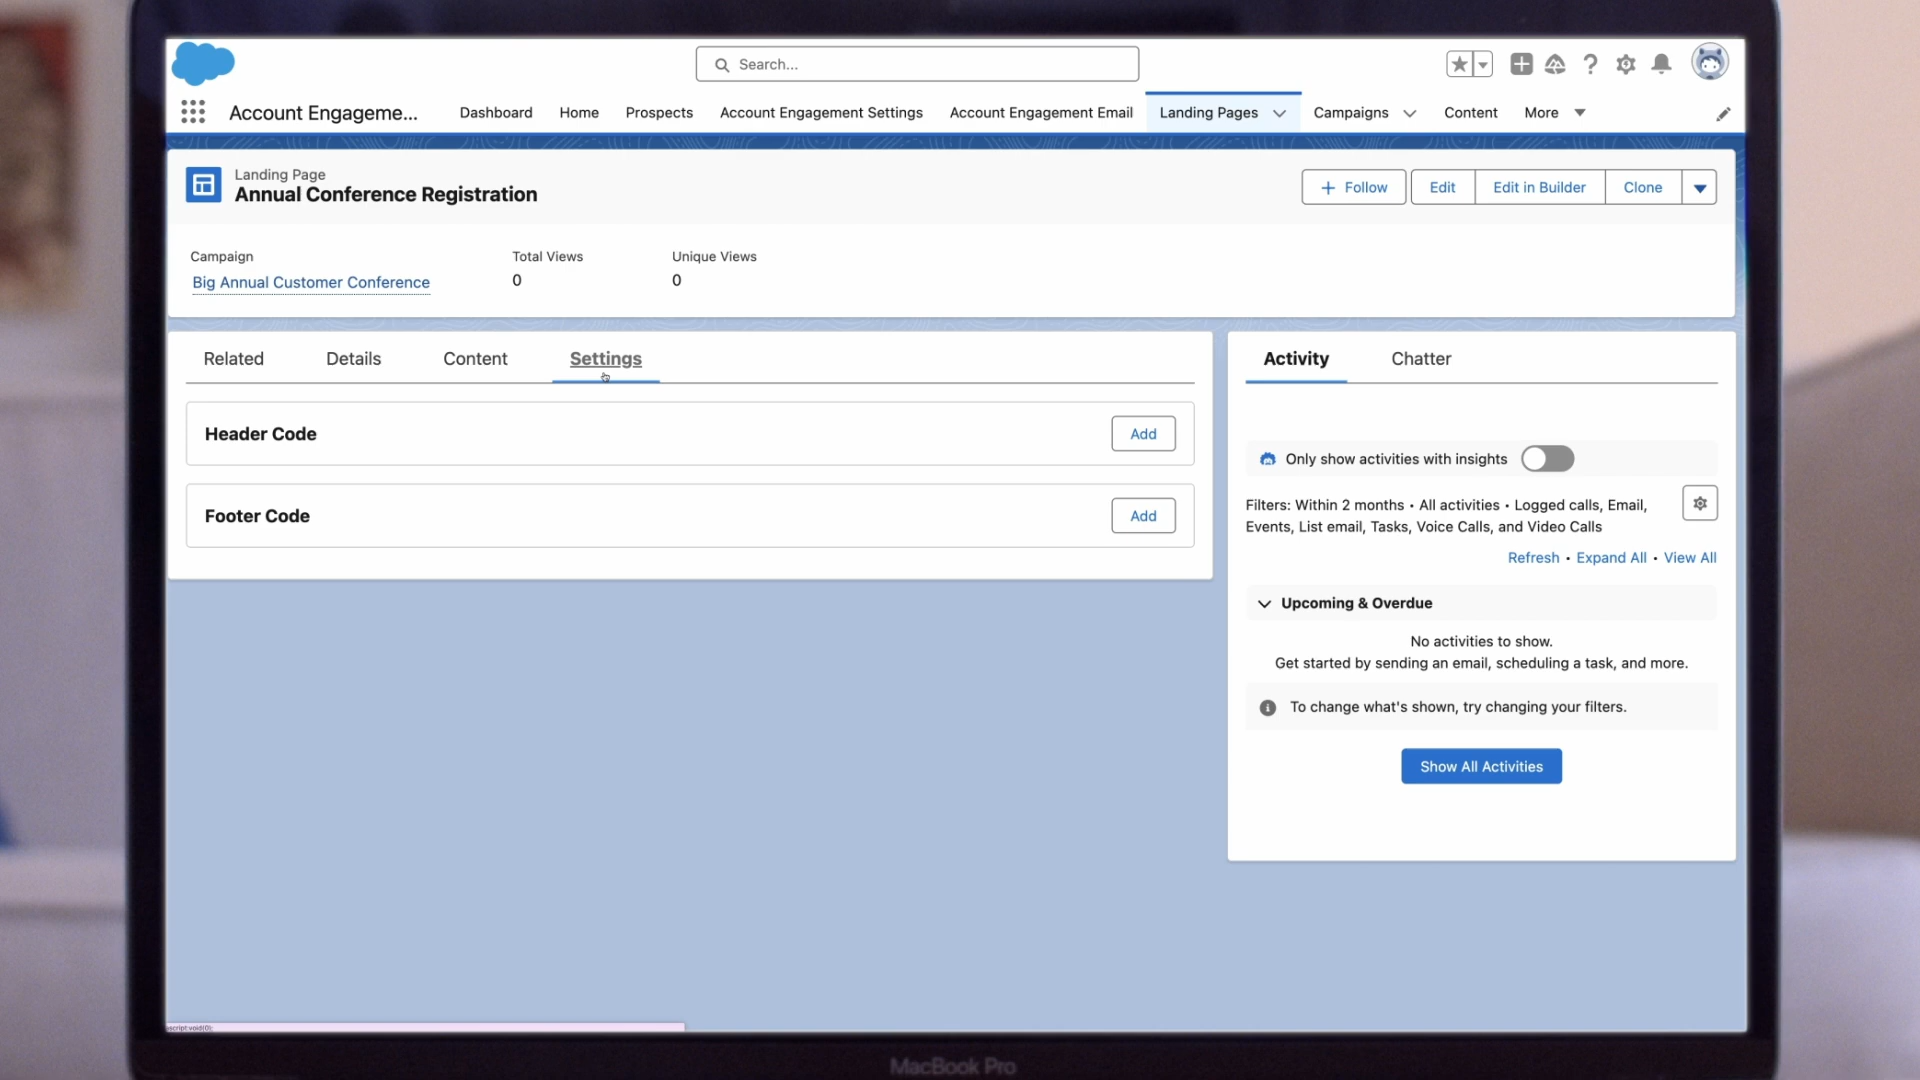 Search...
Account Engageme...
Dashboard
Home
Prospects
Account Engagement Settings
Account Engagement Email
Landing Pages
Campaigns
Content
More
Landing Page
Annual Conference Registration
Follow
Edit
Edit in Builder
Clone
Campaign
Total Views
Unique Views
Big Annual Customer Conference
0
0
Related
Details
Content
Settings
Header Code
Add
Footer Code
Add
Activity
Chatter
Only show activities with insights
Filters: Within 2 months • All activities • Logged calls, Email,
Events, List email, Tasks, Voice Calls, and Video Calls
Refresh • Expand All • View All
Upcoming & Overdue
No activities to show.
Get started by sending an email, scheduling a task, and more.
To change what's shown, try changing your filters.
Show All Activities
ascript:void(0);
MacBook Pro